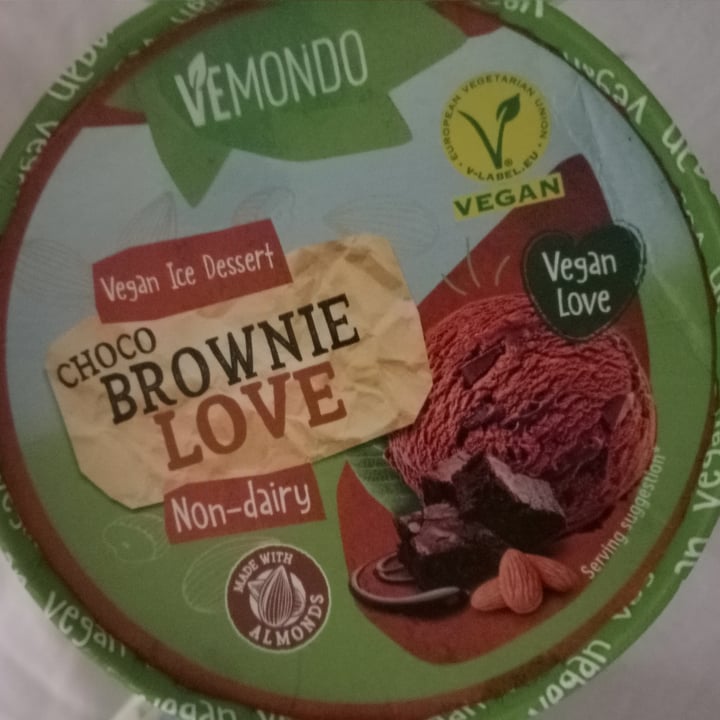 VEMONDO
EUROPEAN VEGETARIAN UNION
V-LABEL.EU
VEGAN
Vegan Ice Dessert
Vegan
Love
CHOCO
BROWNIE
LOVE
Non-dairy
MADE WITH
ALMONDS
Serving suggestion*